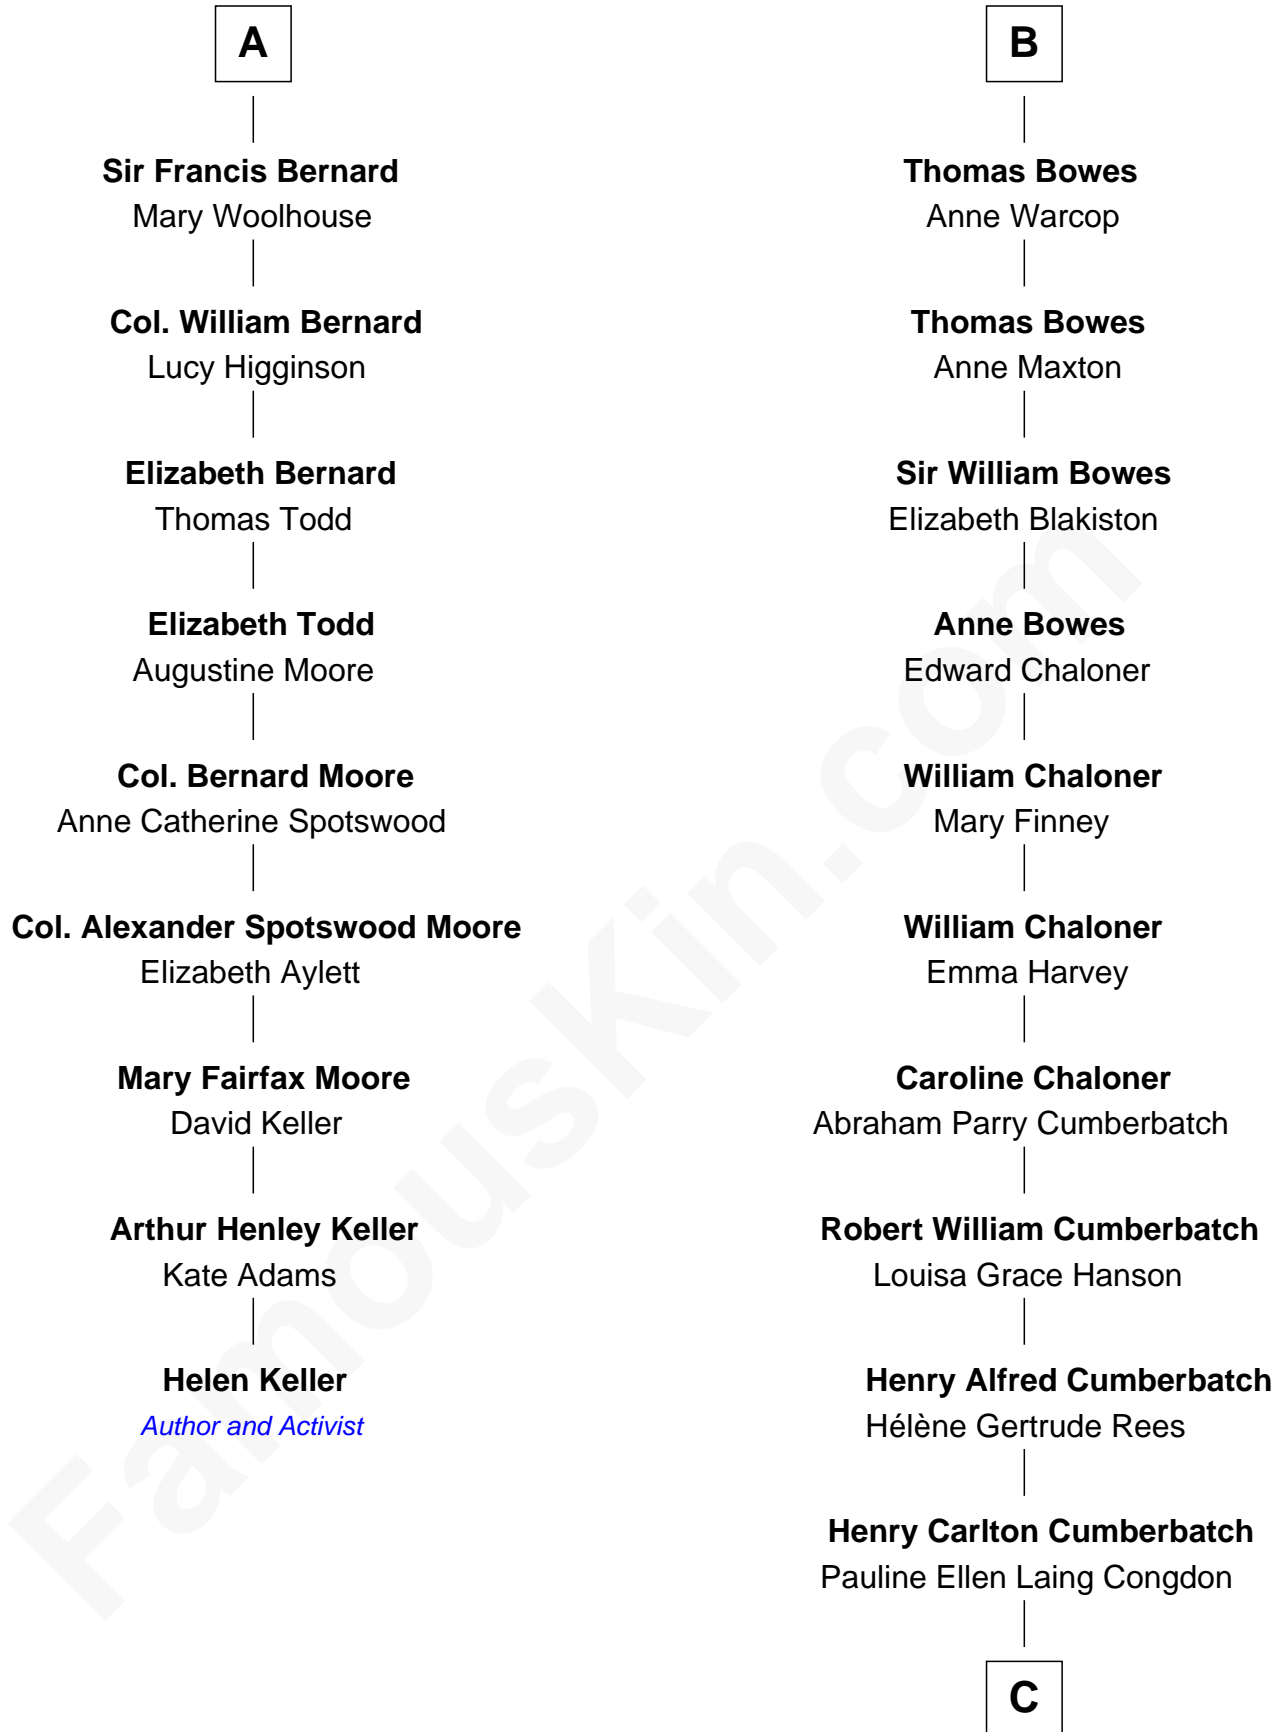 A
Sir Francis Bernard
Mary Woolhouse
Col. William Bernard
Lucy Higginson
Elizabeth Bernard
Thomas Todd
Elizabeth Todd
Augustine Moore
Col. Bernard Moore
Anne Catherine Spotswood
Col. Alexander Spotswood Moore
Elizabeth Aylett
Mary Fairfax Moore
David Keller
Arthur Henley Keller
Kate Adams
Helen Keller
Author and Activist
B
Thomas Bowes
Anne Warcop
Thomas Bowes
Anne Maxton
Sir William Bowes
Elizabeth Blakiston
Anne Bowes
Edward Chaloner
William Chaloner
Mary Finney
William Chaloner
Emma Harvey
Caroline Chaloner
Abraham Parry Cumberbatch
Robert William Cumberbatch
Louisa Grace Hanson
Henry Alfred Cumberbatch
Hélène Gertrude Rees
Henry Carlton Cumberbatch
Pauline Ellen Laing Congdon
C
FamousKin.com